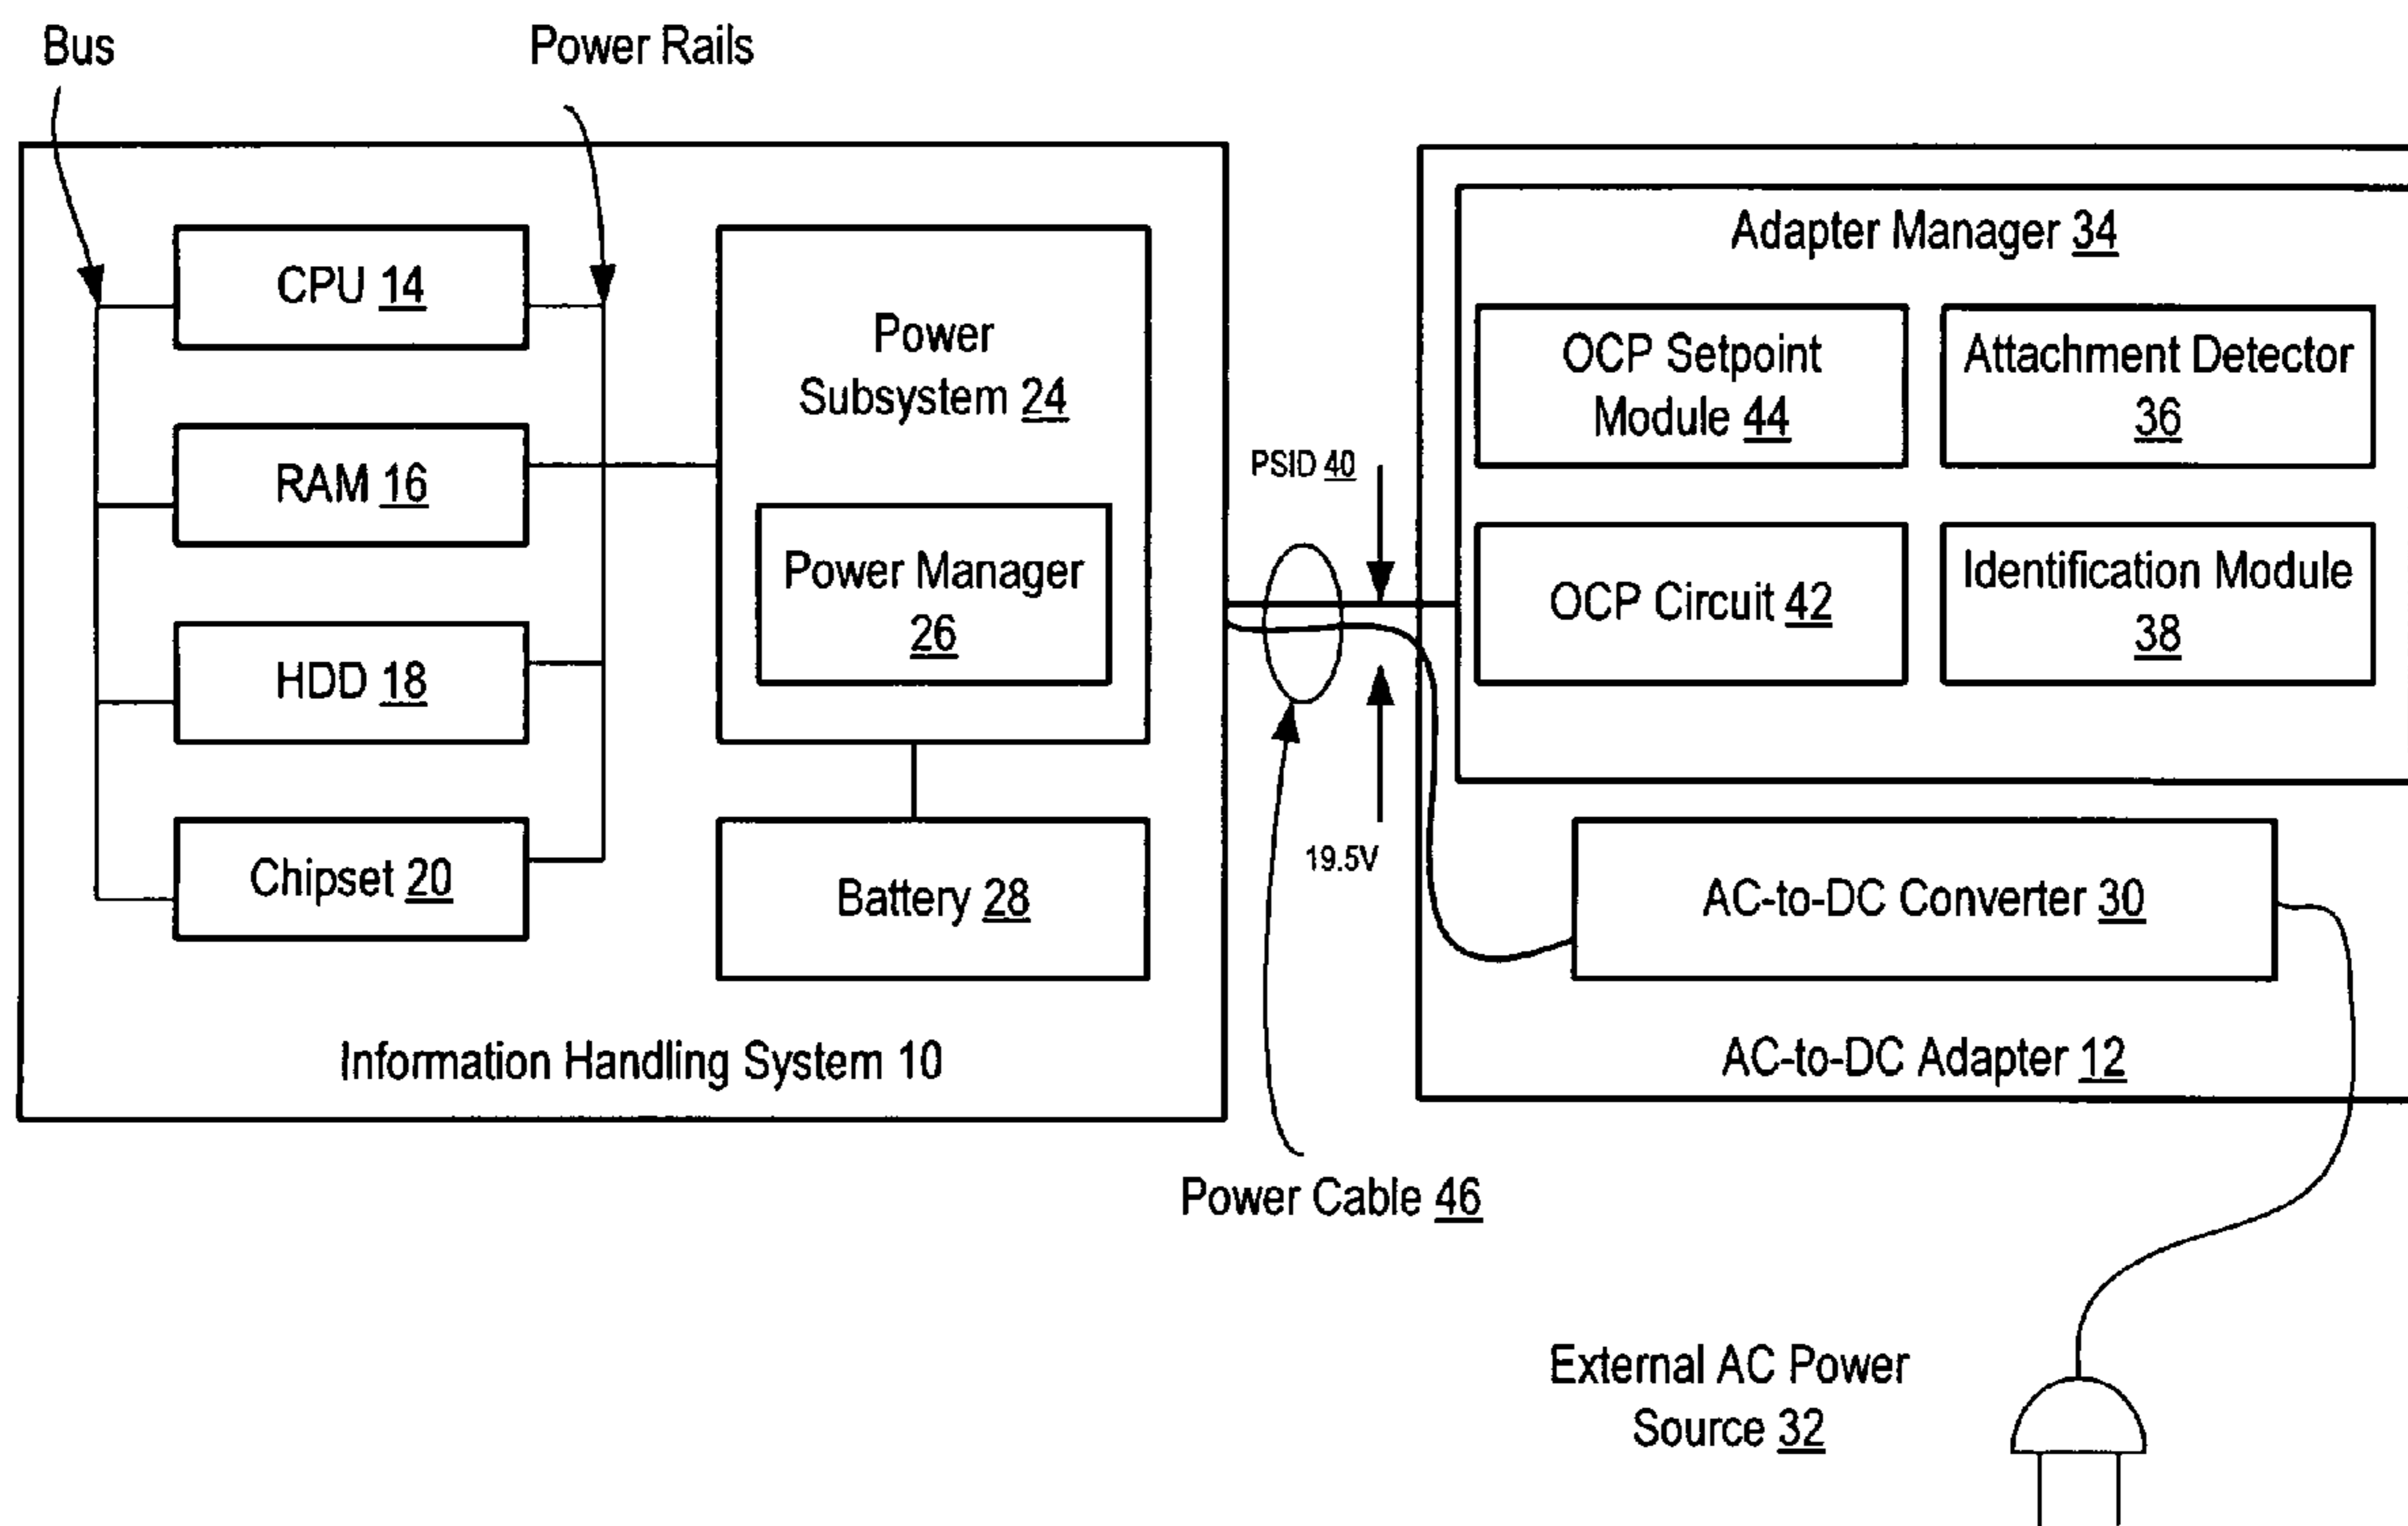 Bus
Power Rails
CPU 14
RAM 16
HDD 18
Chipset 20
Power
Subsystem 24
Power Manager
26
Battery 28
Information Handling System 10
PSID 40
19.5V
Power Cable 46
Adapter Manager 34
OCP Setpoint
Module 44
Attachment Detector
36
OCP Circuit 42
Identification Module
38
AC-to-DC Converter 30
AC-to-DC Adapter 12
External AC Power
Source 32